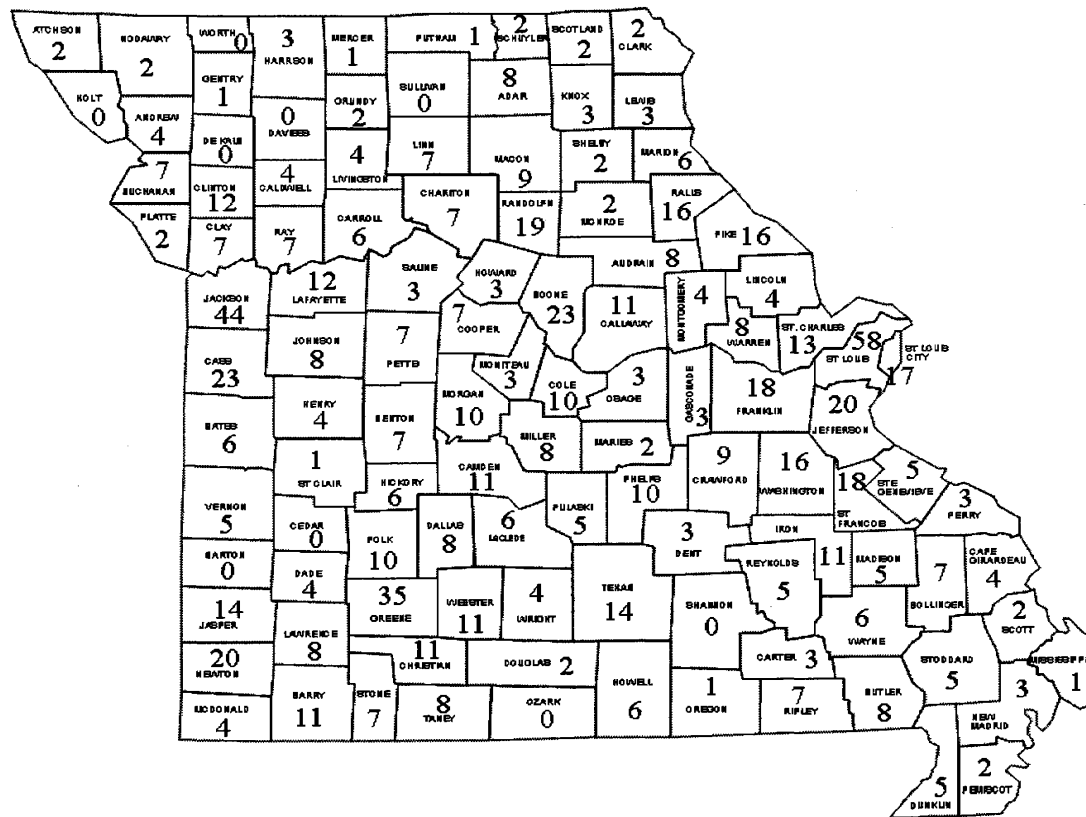 ATCHISON
2
NODAWAY
2
WORTH
0
3
HARRISON
MERCER
1
PUTNAM 1
2
SCHUYLER
SCOTLAND
2
2
CLARK
HOLT
0
GENTRY
1
SULLIVAN
0
8
ADAIR
KNOX
3
LEWIS
3
ANDREW
4
DE KALB
0
0
DAVIESS
GRUNDY
2
LINN
7
MACON
9
SHELBY
2
MARION
6
7
BUCHANAN
CLINTON
12
4
CALDWELL
4
LIVINGSTON
CHARITON
7
RANDOLPH
19
2
MONROE
RALLS
16
PLATTE
2
CLAY
7
RAY
7
CARROLL
6
PIKE 16
AUDRAIN 8
JACKSON
44
12
LAFAYETTE
SALINE
3
HOWARD
3
BOONE
23
11
CALLAWAY
MONTGOMERY
4
LINCOLN
4
8
WARREN
ST. CHARLES
13
58
ST LOUIS
ST LOUIS
CITY
17
CASS
23
JOHNSON
8
7
PETTIS
7
COOPER
MONITEAU
3
COLE
10
3
OSAGE
GASCONADE
3
18
FRANKLIN
20
JEFFERSON
BATES
6
HENRY
4
BENTON
7
MORGAN
10
MILLER
8
MARIES 2
1
ST CLAIR
HICKORY
6
CAMDEN
11
PULASKI
5
PHELPS
10
9
CRAWFORD
16
WASHINGTON
18
ST
FRANCOIS
5
STE
GENEVIEVE
3
PERRY
VERNON
5
CEDAR
0
POLK
10
DALLAS
8
6
LACLEDE
3
DENT
IRON
11
REYNOLDS
5
MADISON
5
7
BOLLINGER
CAPE
GIRARDEAU
4
BARTON
0
DADE
4
35
GREENE
WEBSTER
11
4
WRIGHT
TEXAS
14
SHANNON
0
6
WAYNE
2
SCOTT
14
JASPER
LAWRENCE
8
11
CHRISTIAN
DOUGLAS 2
CARTER 3
STODDARD
5
MISSISSIPPI
1
20
NEWTON
MCDONALD
4
BARRY
11
STONE
7
8
TANEY
OZARK
0
HOWELL
6
1
OREGON
7
RIPLEY
BUTLER
8
3
NEW
MADRID
5
DUNKLIN
2
PEMISCOT